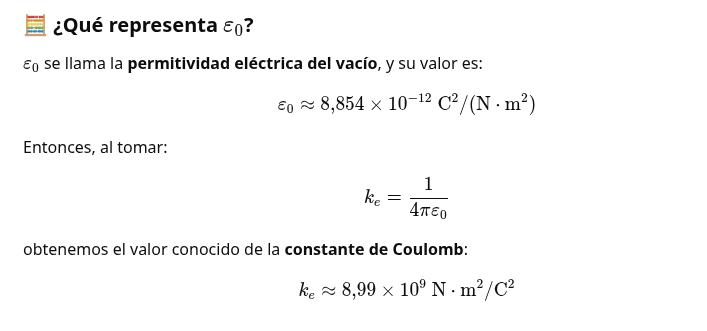 🧮 ¿Qué representa ε₀?
ε₀ se llama la permitividad eléctrica del vacío, y su valor es:
ε₀ ≈ 8,854 × 10⁻¹² C²/(N · m²)
Entonces, al tomar:
kₑ = 1/(4πε₀)
obtenemos el valor conocido de la constante de Coulomb:
kₑ ≈ 8,99 × 10⁹ N · m²/C²